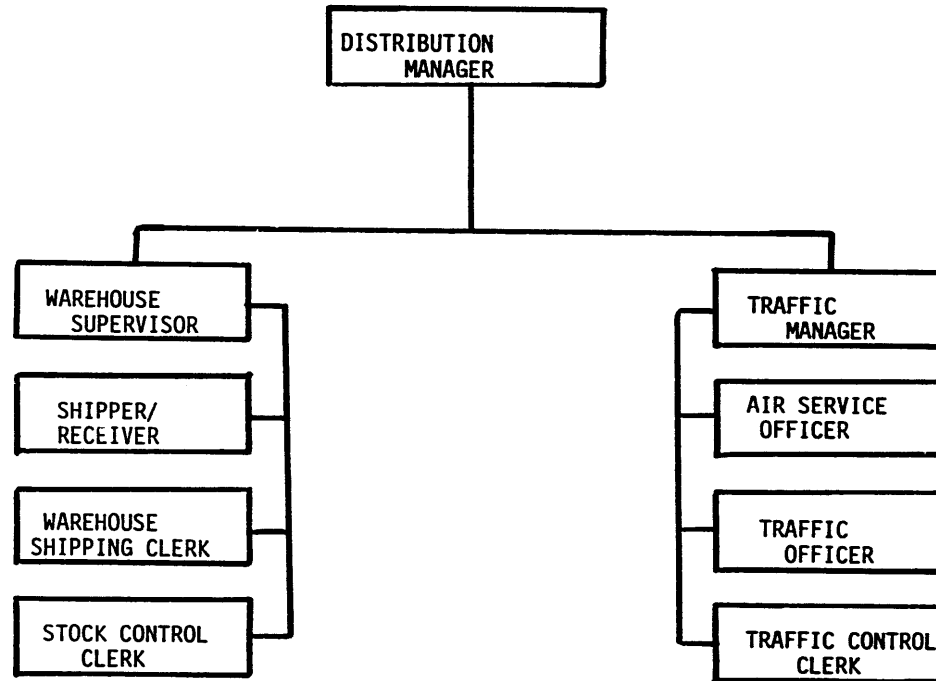 DISTRIBUTION
MANAGER
WAREHOUSE
SUPERVISOR
SHIPPER/
RECEIVER
WAREHOUSE
SHIPPING CLERK
STOCK CONTROL
CLERK
TRAFFIC
MANAGER
AIR SERVICE
OFFICER
TRAFFIC
OFFICER
TRAFFIC CONTROL
CLERK